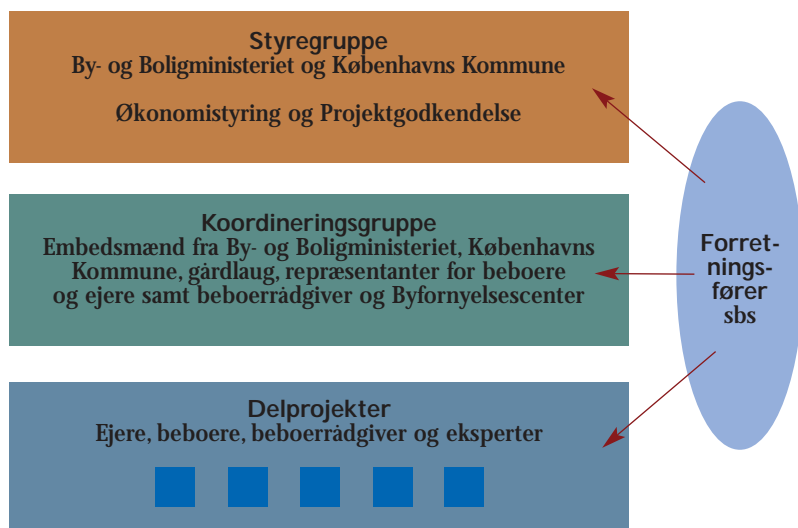 Styregruppe
By- og Boligministeriet og Københavns Kommune
Økonomistyring og Projektgodkendelse
Koordineringsgruppe
Embedsmænd fra By- og Boligministeriet, Københavns
Kommune, gårdlaug, repræsentanter for beboere
og ejere samt beboerrådgiver og Byfornyelsescenter
Delprojekter
Ejere, beboere, beboerrådgiver og eksperter
Forret-
nings-
fører
sbs